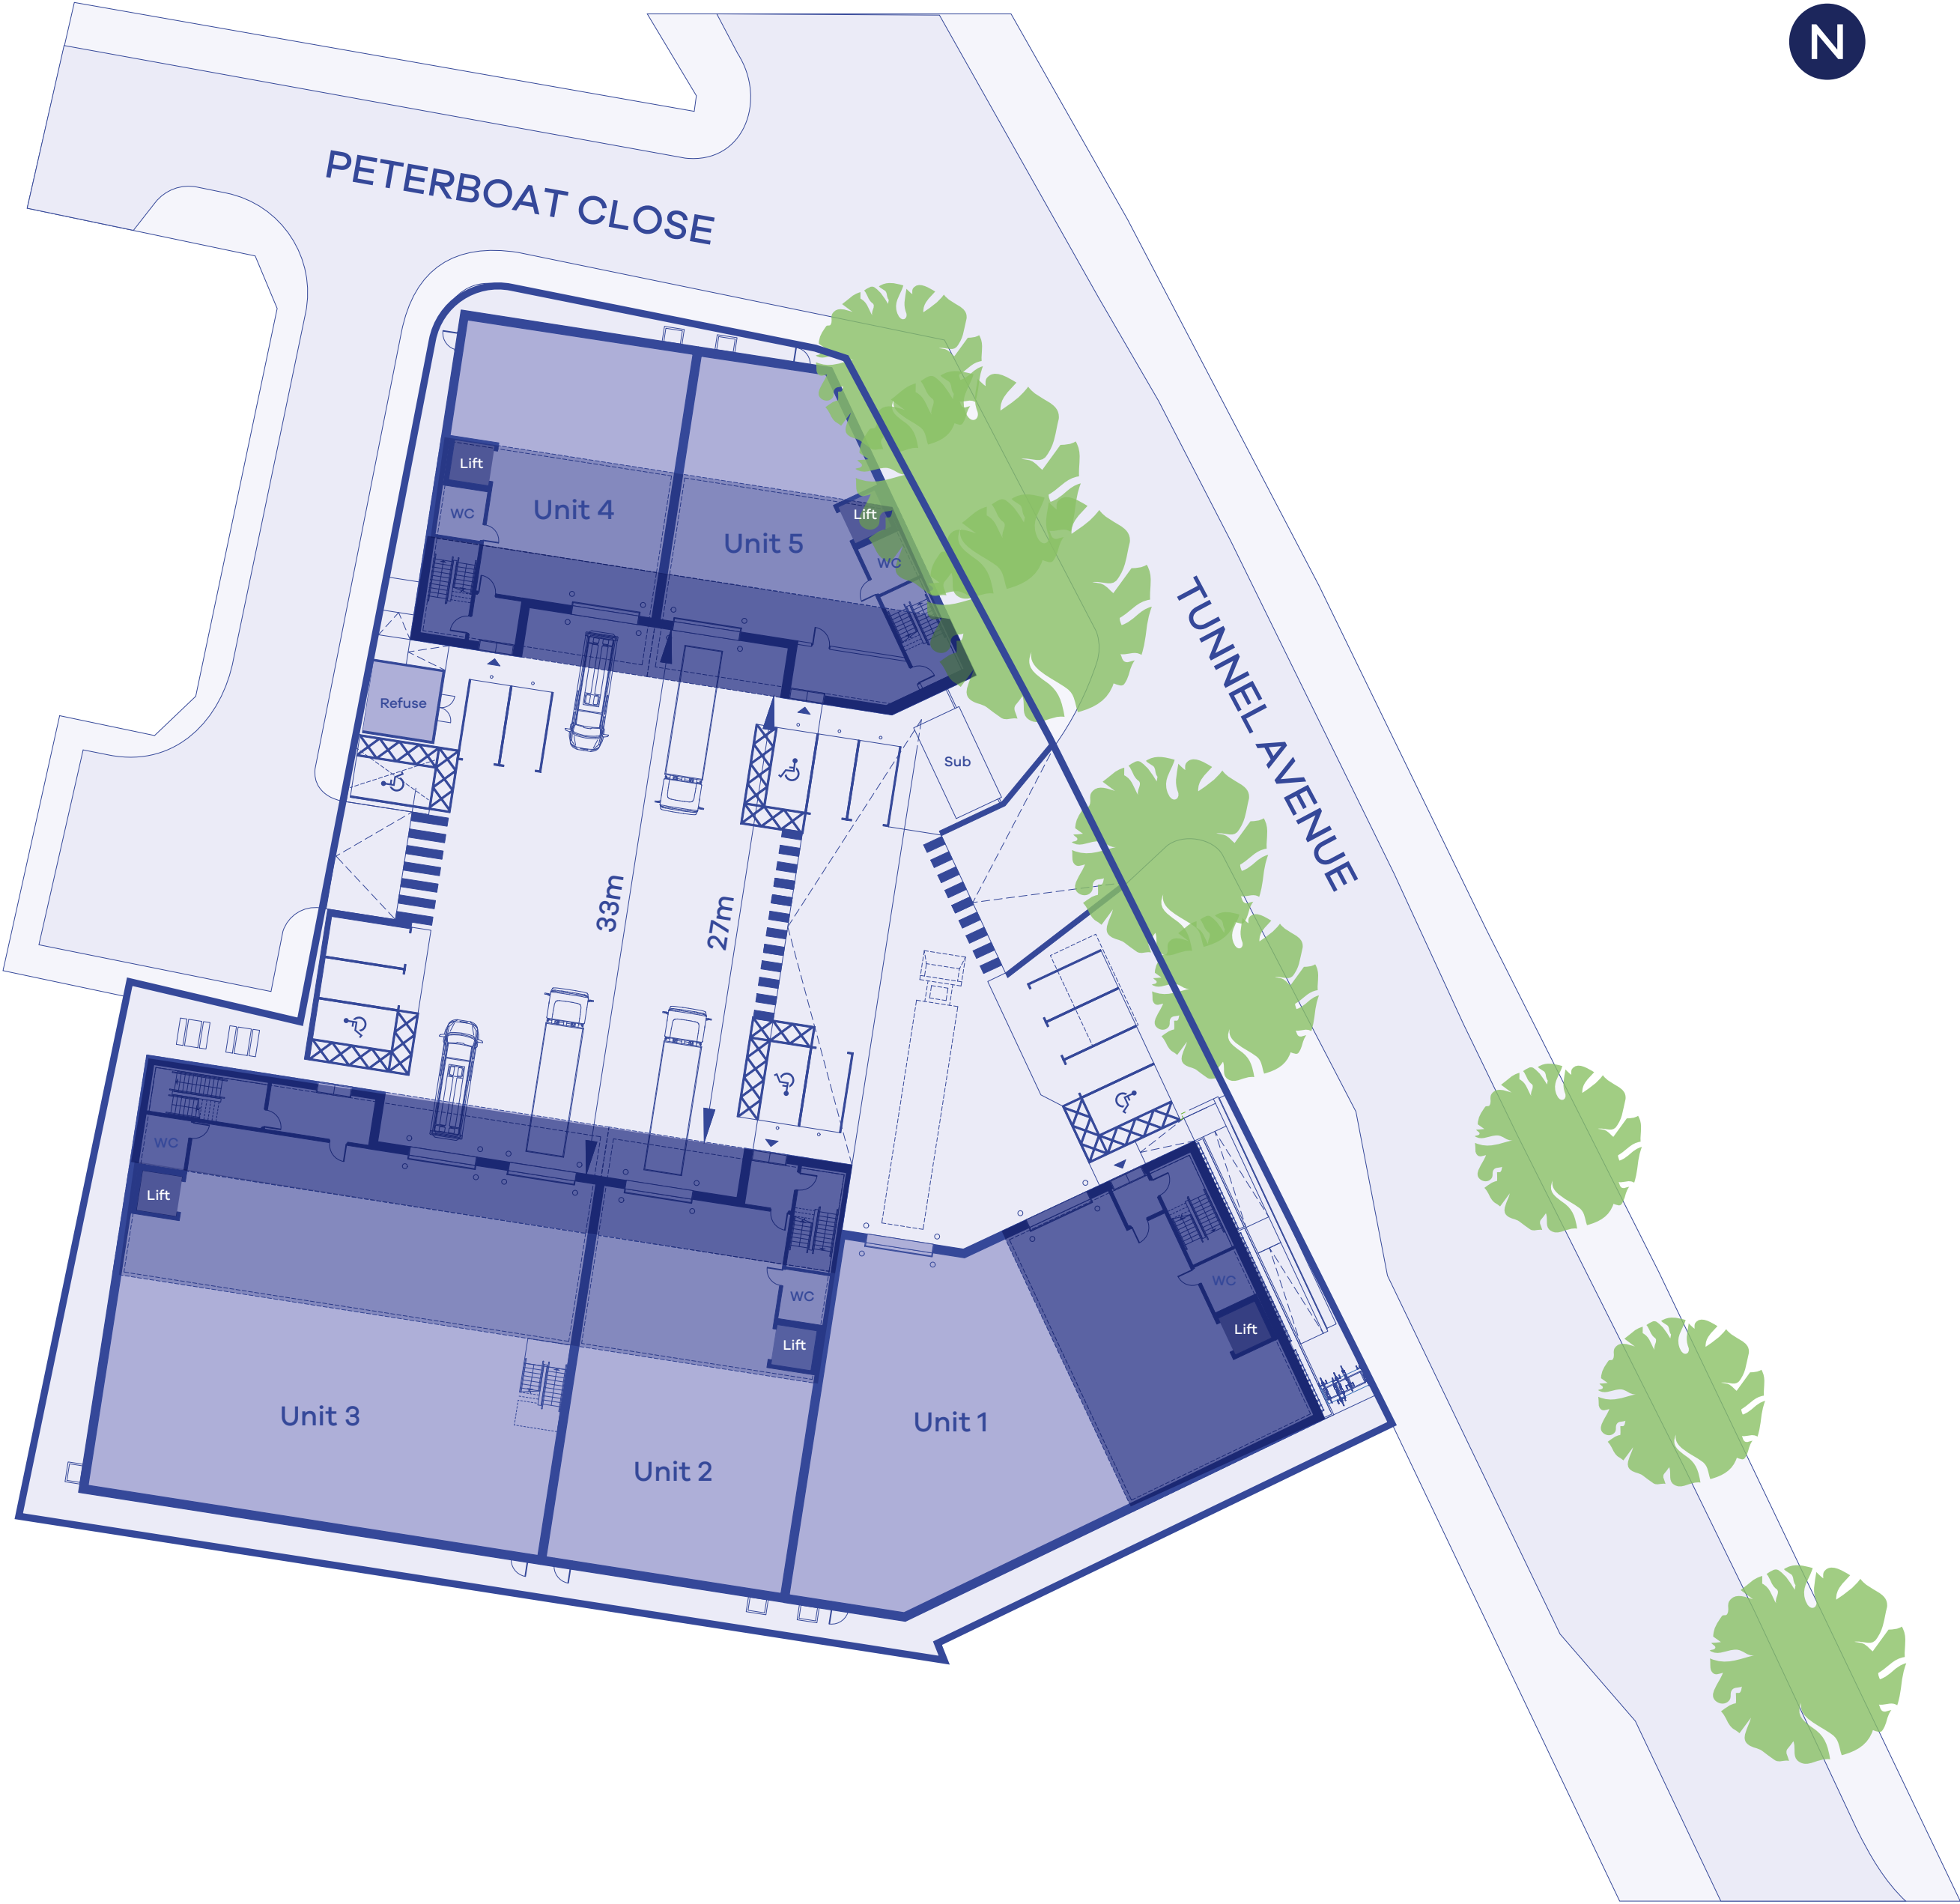 N
PETERBOAT CLOSE
TUNNEL AVENUE
Lift
WC
Unit 4
Unit 5
Lift
WC
Refuse
Sub
33m
27m
WC
Lift
WC
Lift
WC
Lift
Unit 3
Unit 2
Unit 1